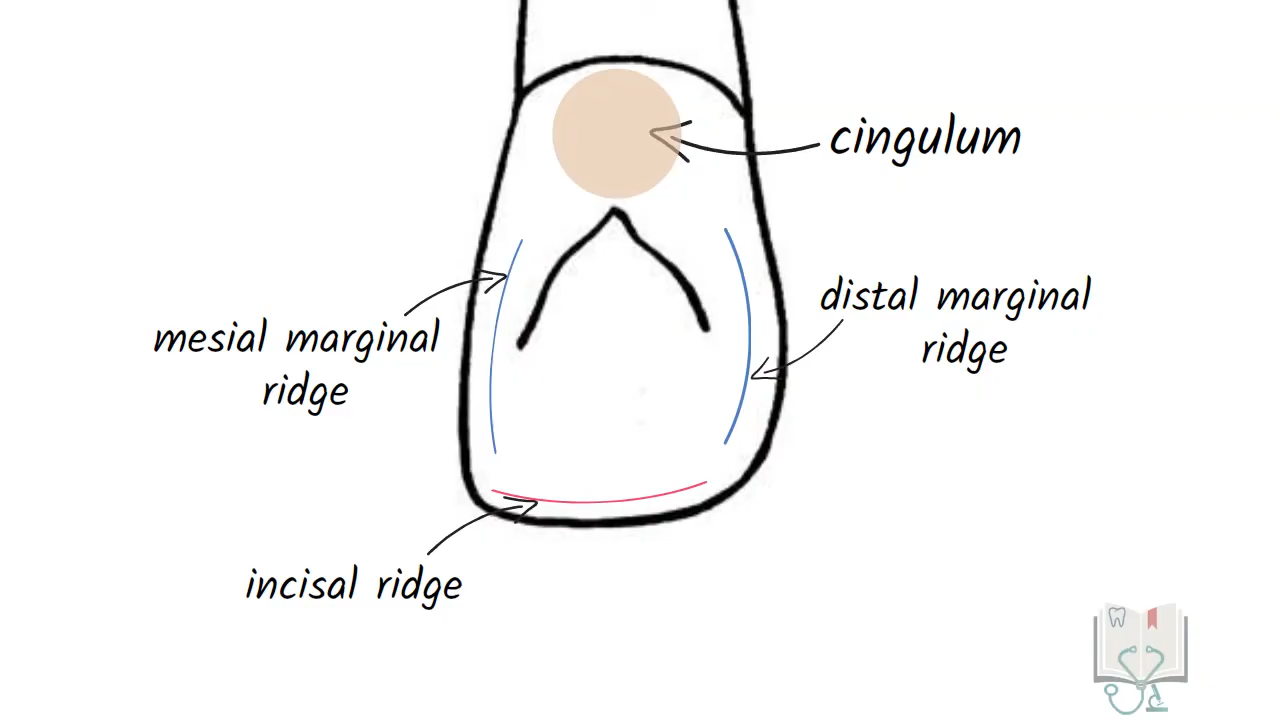 cingulum
distal marginal
ridge
mesial marginal
ridge
incisal ridge